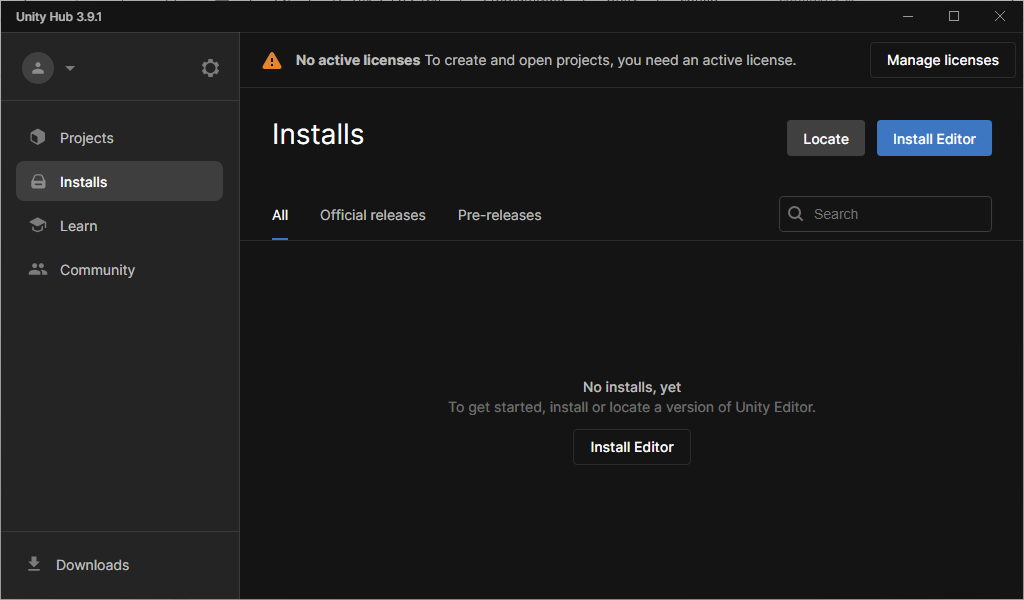 Unity Hub 3.9.1
No active licenses To create and open projects, you need an active license.
Manage licenses
Projects
Installs
Learn
Community
Downloads
Installs
Locate
Install Editor
All
Official releases
Pre-releases
Search
No installs, yet
To get started, install or locate a version of Unity Editor.
Install Editor